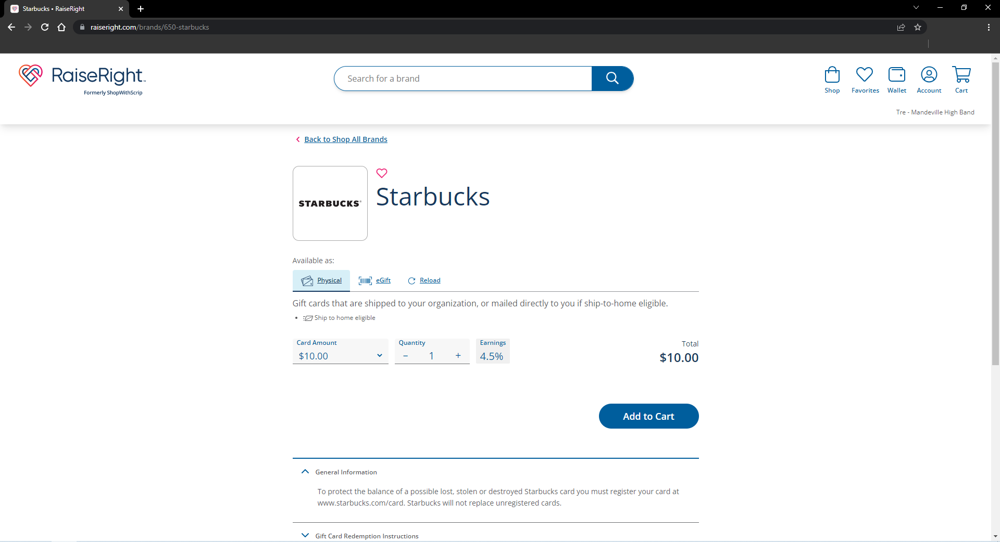 Starbucks • RaiseRight
raiseright.com/brands/650-starbucks
RaiseRight™
Formerly ShopWithScrip
Search for a brand
Shop
Favorites
Wallet
Account
Cart
Tre - Mandeville High Band
Back to Shop All Brands
STARBUCKS®
Starbucks
Available as:
Physical
eGift
Reload
Gift cards that are shipped to your organization, or mailed directly to you if ship-to-home eligible.
• Ship to home eligible
Card Amount
$10.00
Quantity
− 1 +
Earnings
4.5%
Total
$10.00
Add to Cart
General Information
To protect the balance of a possible lost, stolen or destroyed Starbucks card you must register your card at
www.starbucks.com/card. Starbucks will not replace unregistered cards.
Gift Card Redemption Instructions